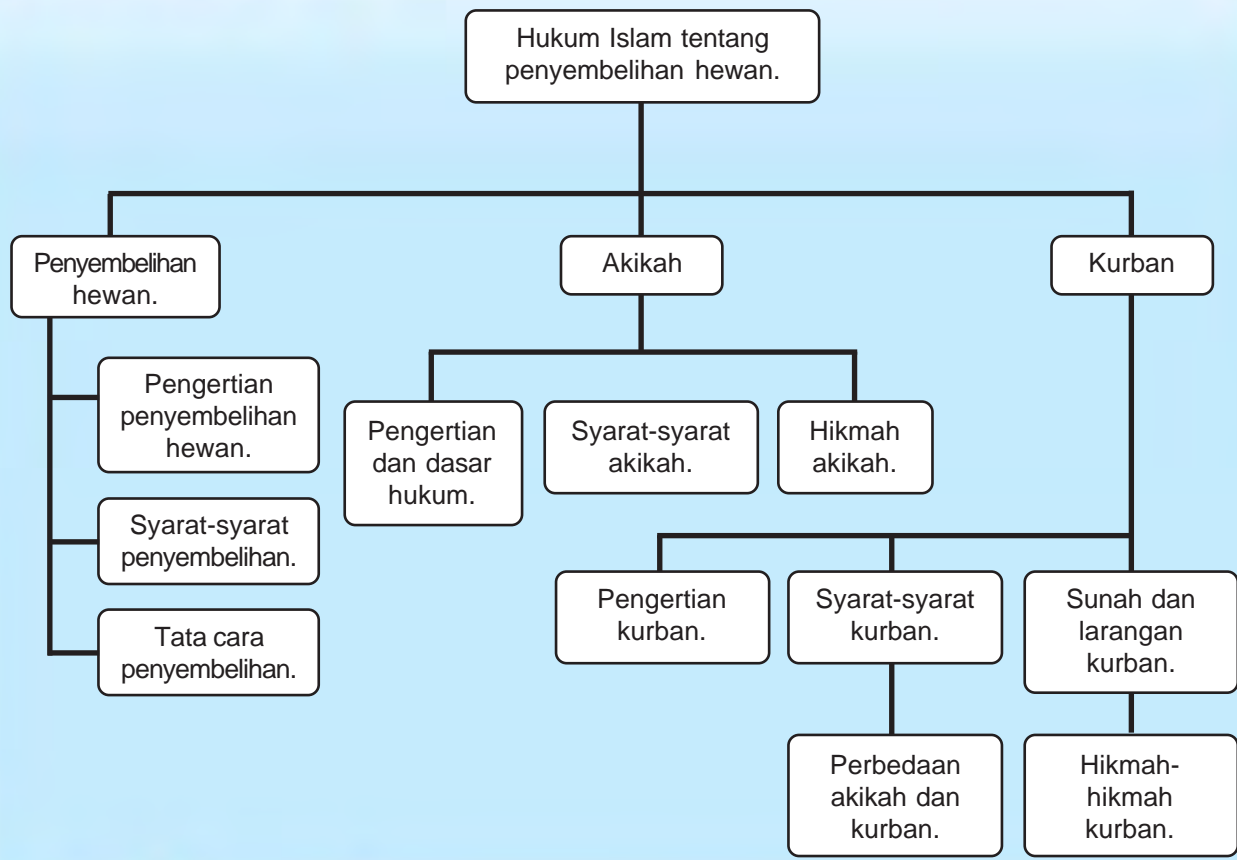 Hukum Islam tentang
penyembelihan hewan.
Penyembelihan
hewan.
Akikah
Kurban
Pengertian
penyembelihan
hewan.
Syarat-syarat
penyembelihan.
Tata cara
penyembelihan.
Pengertian
dan dasar
hukum.
Syarat-syarat
akikah.
Hikmah
akikah.
Pengertian
kurban.
Syarat-syarat
kurban.
Sunah dan
larangan
kurban.
Perbedaan
akikah dan
kurban.
Hikmah-
hikmah
kurban.